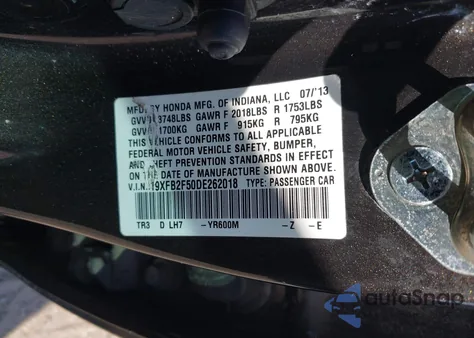 MFD. BY HONDA MFG. OF INDIANA, LLC 07/'13
3748LBS GAWR F 2018LBS R 1753LBS
1700KG GAWR F 915KG R 795KG
THIS VEHICLE CONFORMS TO ALL APPLICABLE
FEDERAL MOTOR VEHICLE SAFETY, BUMPER,
AND THEFT PREVENTION STANDARDS IN EFFECT
ON THE DATE OF MANUFACTURE SHOWN ABOVE.
V.I.N. 19XFB2F50DE262018 TYPE: PASSENGER CAR
TR3 D LH7 -YR600M -Z -E
autoSnap